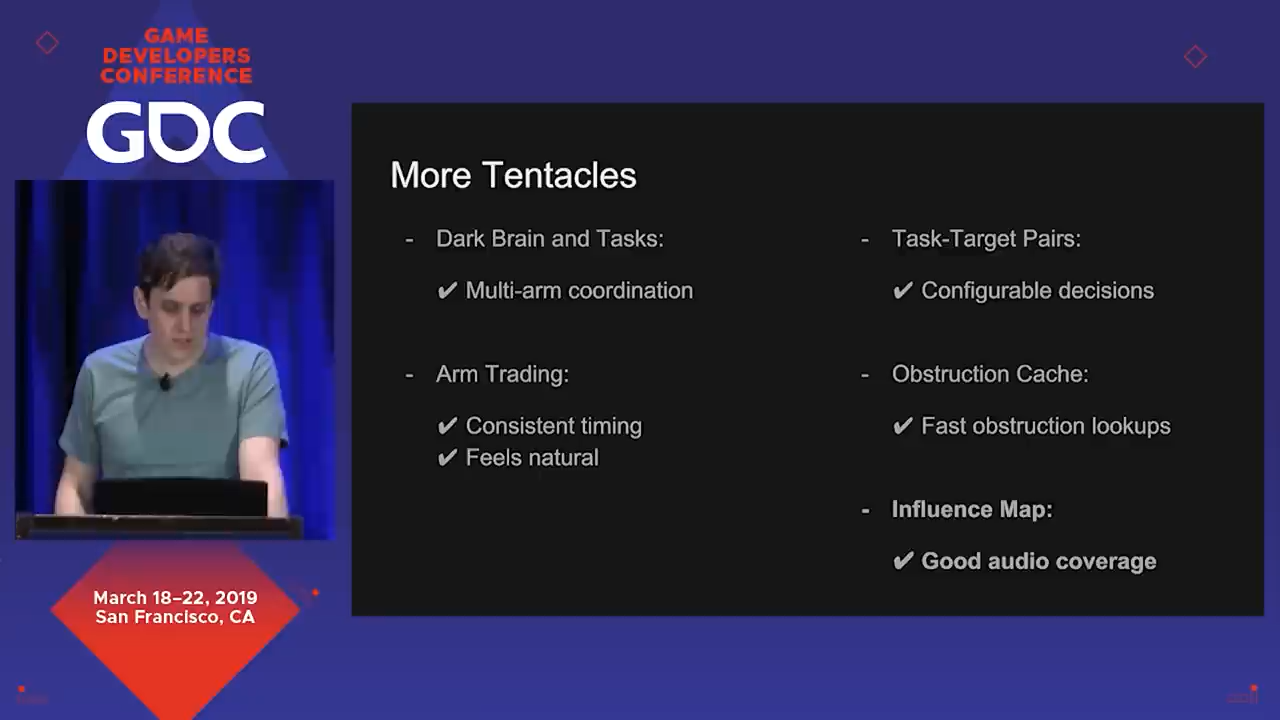 GAME
DEVELOPERS
CONFERENCE
GDC
March 18–22, 2019
San Francisco, CA
More Tentacles
- Dark Brain and Tasks:
✔ Multi-arm coordination
- Arm Trading:
✔ Consistent timing
✔ Feels natural
- Task-Target Pairs:
✔ Configurable decisions
- Obstruction Cache:
✔ Fast obstruction lookups
- Influence Map:
✔ Good audio coverage